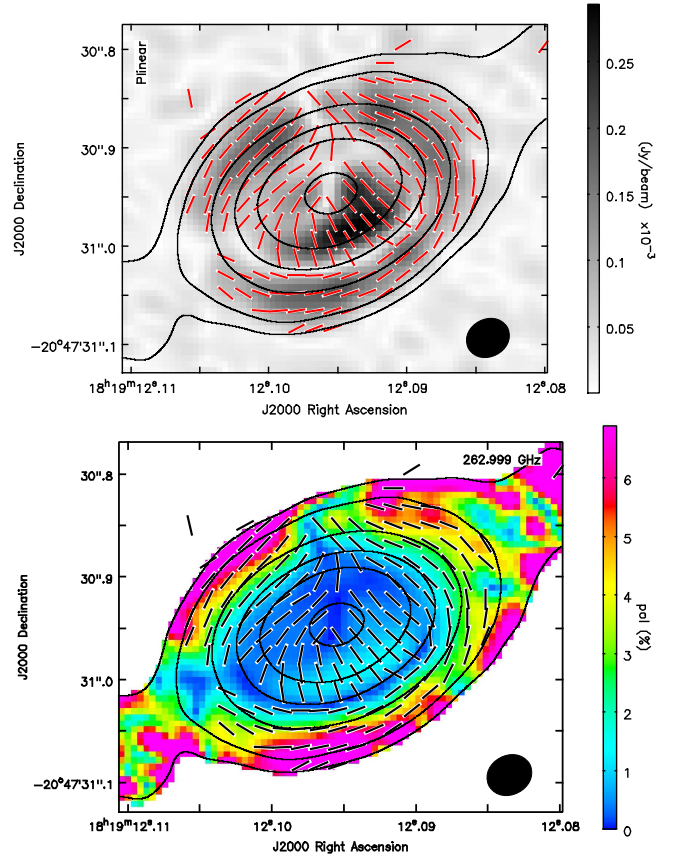 Plinear
30".8
30".9
31".0
−20°47'31".1
J2000 Declination
18ʰ19ᵐ12ˢ.11
12ˢ.10
12ˢ.09
12ˢ.08
J2000 Right Ascension
0.25
0.2
0.15
0.1
0.05
(Jy/beam) ×10⁻³
262.999 GHz
30".8
30".9
31".0
−20°47'31".1
J2000 Declination
18ʰ19ᵐ12ˢ.11
12ˢ.10
12ˢ.09
12ˢ.08
J2000 Right Ascension
6
5
4
3
2
1
0
pol (%)